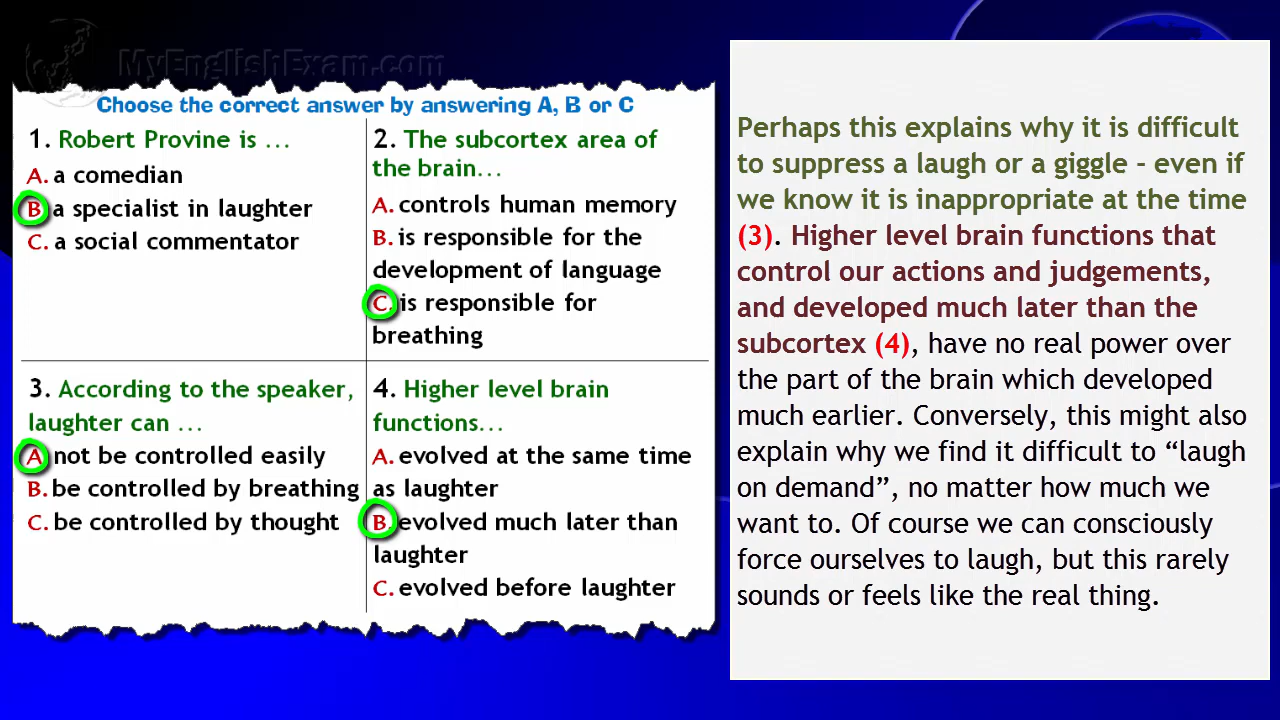 MyEnglishExam.com
Choose the correct answer by answering A, B or C
1. Robert Provine is ...
A. a comedian
B a specialist in laughter
C. a social commentator
2. The subcortex area of
the brain...
A. controls human memory
B. is responsible for the
development of language
C. is responsible for
breathing
3. According to the speaker,
laughter can ...
A not be controlled easily
B. be controlled by breathing
C. be controlled by thought
4. Higher level brain
functions...
A. evolved at the same time
as laughter
B. evolved much later than
laughter
C. evolved before laughter
Perhaps this explains why it is difficult
to suppress a laugh or a giggle – even if
we know it is inappropriate at the time
(3). Higher level brain functions that
control our actions and judgements,
and developed much later than the
subcortex (4), have no real power over
the part of the brain which developed
much earlier. Conversely, this might also
explain why we find it difficult to “laugh
on demand”, no matter how much we
want to. Of course we can consciously
force ourselves to laugh, but this rarely
sounds or feels like the real thing.